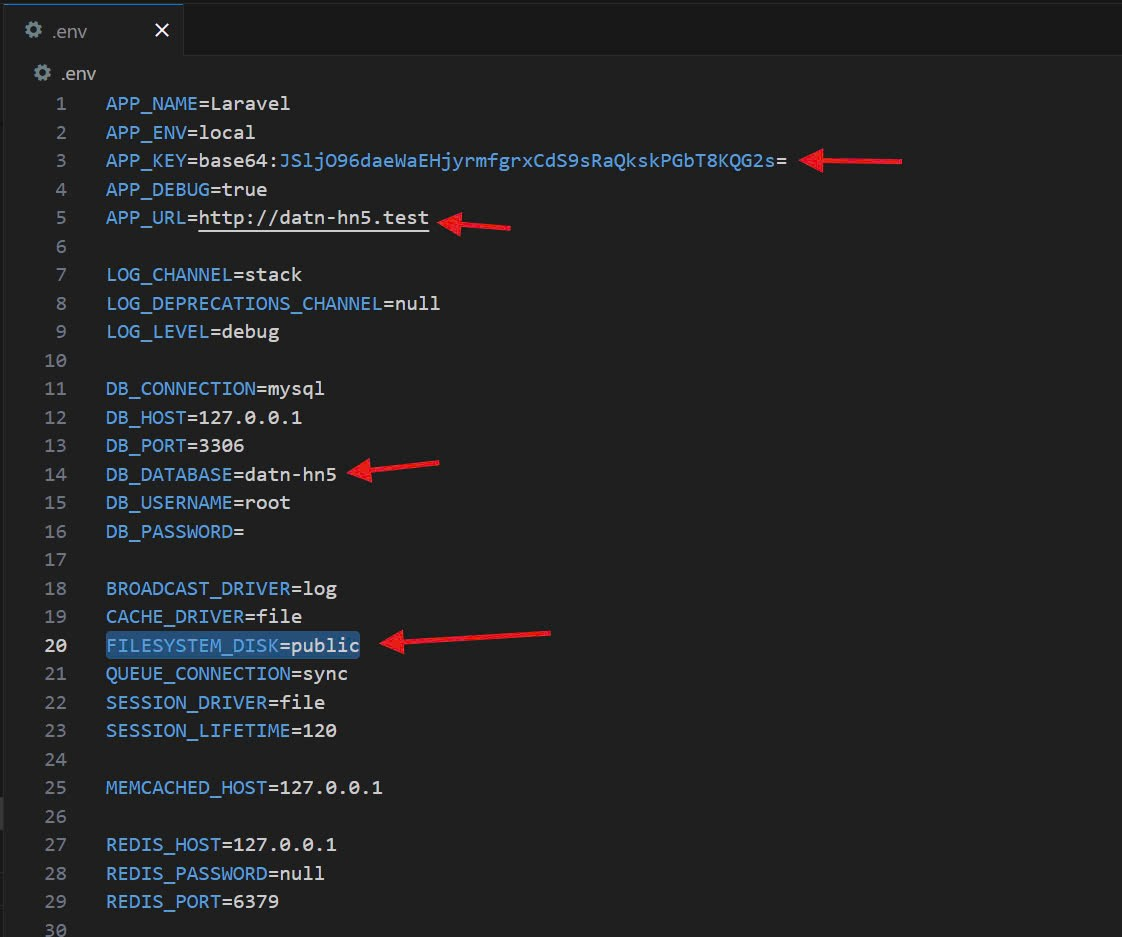 .env
.env
1 APP_NAME=Laravel
2 APP_ENV=local
3 APP_KEY=base64:JSljO96daeWaEHjyrmfgrxCdS9sRaQkskPGbT8KQG2s=
4 APP_DEBUG=true
5 APP_URL=http://datn-hn5.test
6
7 LOG_CHANNEL=stack
8 LOG_DEPRECATIONS_CHANNEL=null
9 LOG_LEVEL=debug
10
11 DB_CONNECTION=mysql
12 DB_HOST=127.0.0.1
13 DB_PORT=3306
14 DB_DATABASE=datn-hn5
15 DB_USERNAME=root
16 DB_PASSWORD=
17
18 BROADCAST_DRIVER=log
19 CACHE_DRIVER=file
20 FILESYSTEM_DISK=public
21 QUEUE_CONNECTION=sync
22 SESSION_DRIVER=file
23 SESSION_LIFETIME=120
24
25 MEMCACHED_HOST=127.0.0.1
26
27 REDIS_HOST=127.0.0.1
28 REDIS_PASSWORD=null
29 REDIS_PORT=6379
30